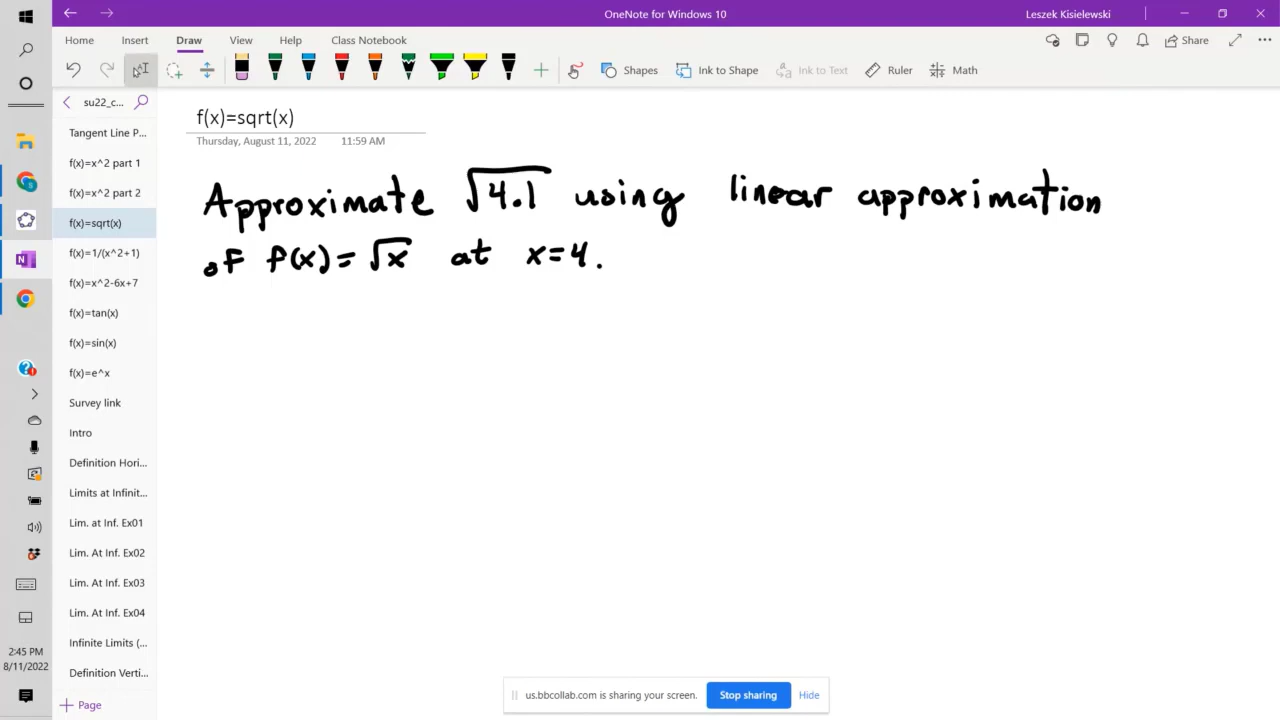 OneNote for Windows 10
Leszek Kisielewski
Home Insert Draw View Help Class Notebook
Share
Shapes Ink to Shape Ink to Text Ruler Math
su22_c...
Tangent Line P...
f(x)=x^2 part 1
f(x)=x^2 part 2
f(x)=sqrt(x)
f(x)=1/(x^2+1)
f(x)=x^2-6x+7
f(x)=tan(x)
f(x)=sin(x)
f(x)=e^x
Survey link
Intro
Definition Hori...
Limits at Infinit...
Lim. at Inf. Ex01
Lim. At Inf. Ex02
Lim. At Inf. Ex03
Lim. At Inf. Ex04
Infinite Limits (...
Definition Verti...
Page
f(x)=sqrt(x)
Thursday, August 11, 2022 11:59 AM
Approximate √4.1 using linear approximation
of f(x)=√x at x=4.
us.bbcollab.com is sharing your screen. Stop sharing Hide
2:45 PM
8/11/2022